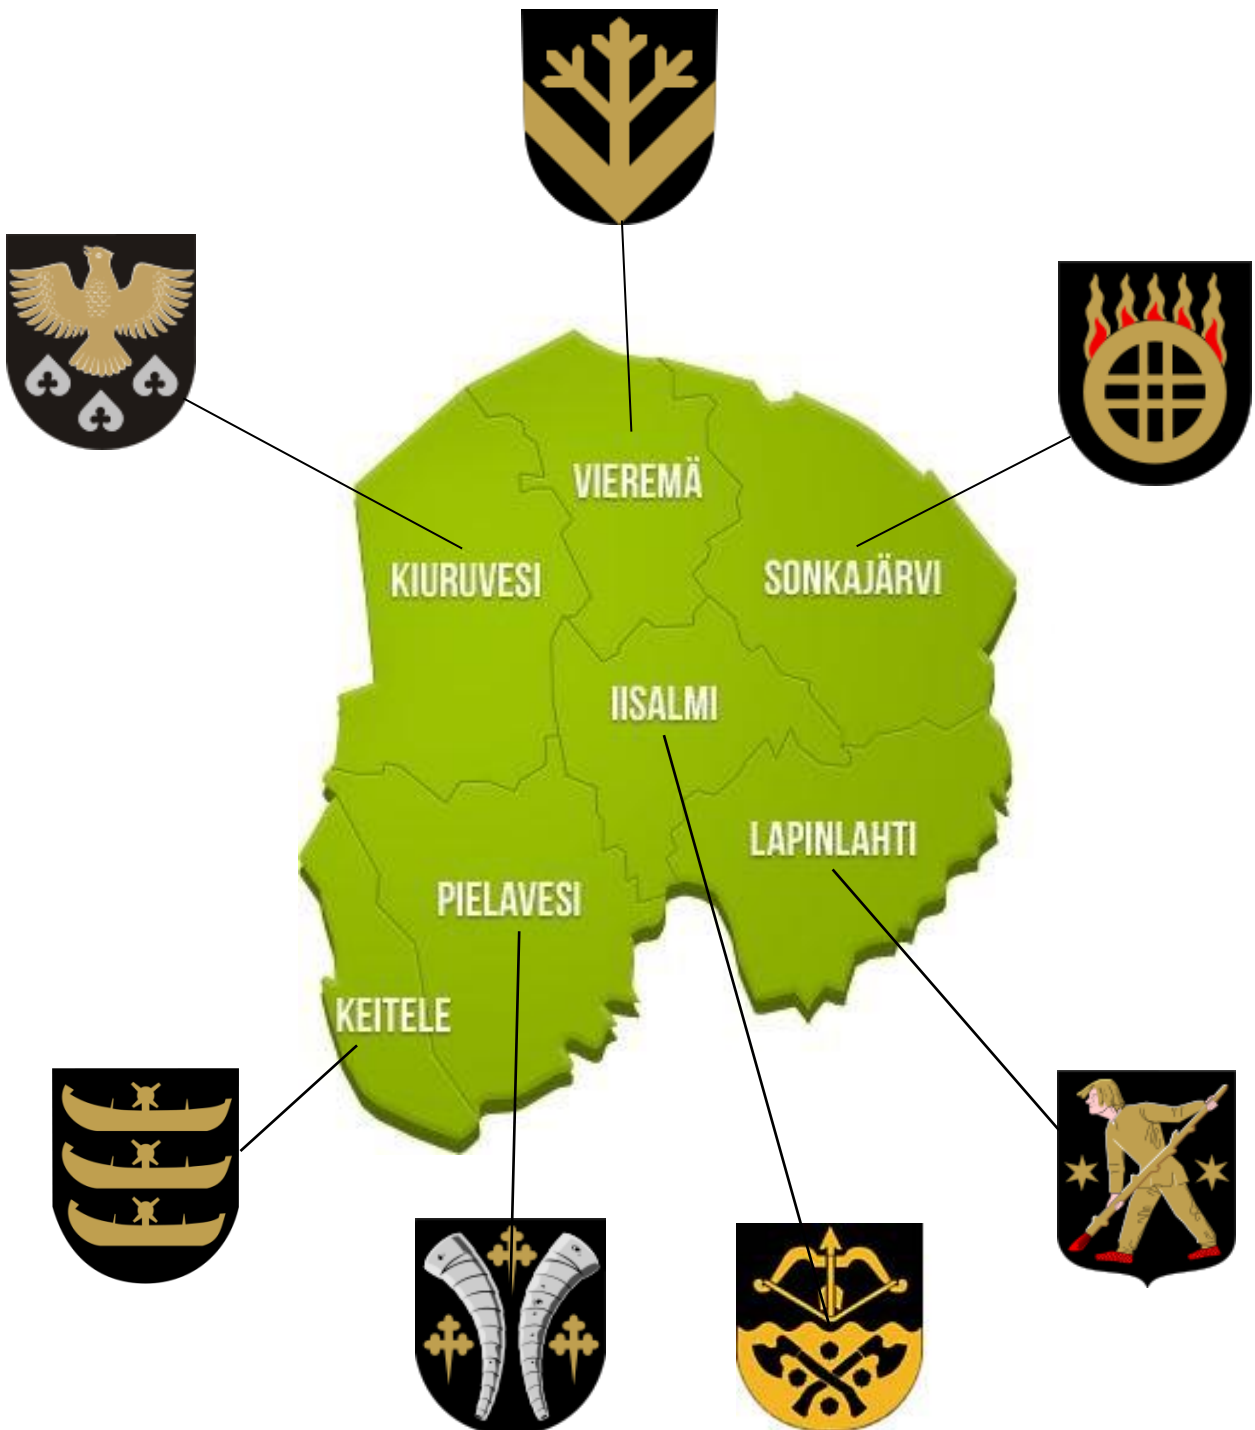 VIEREMÄ
KIURUVESI
SONKAJÄRVI
IISALMI
LAPINLAHTI
PIELAVESI
KEITELE